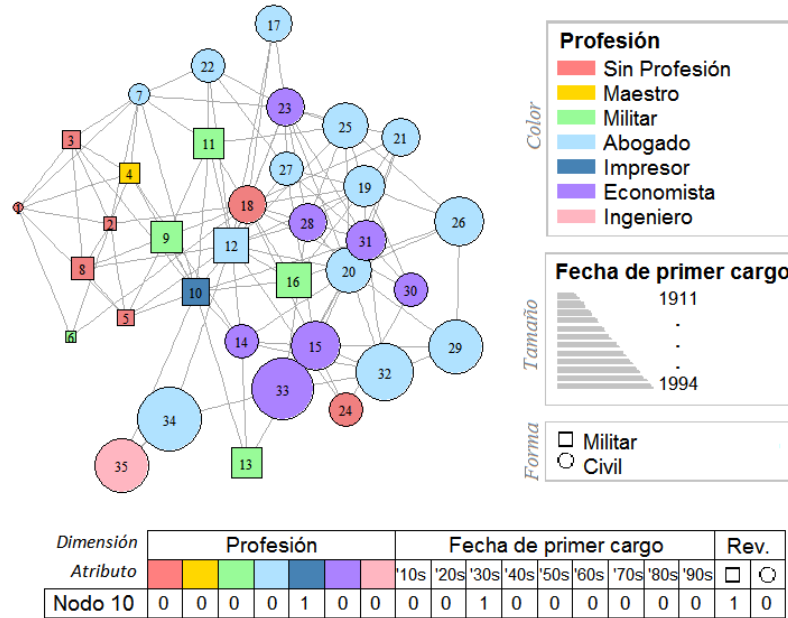 17
22
7
23
25
21
3
11
27
4
19
1
18
26
2
28
9
12
31
8
20
16
10
30
5
6
14
15
29
32
33
34
24
35
13
Color
Profesión
Sin Profesión
Maestro
Militar
Abogado
Impresor
Economista
Ingeniero
Tamaño
Fecha de primer cargo
1911
.
.
1994
Forma
Militar
Civil
Dimensión Profesión Fecha de primer cargo Rev.
Atributo '10s '20s '30s '40s '50s '60s '70s '80s '90s
Nodo 10 0 0 0 0 1 0 0 0 0 1 0 0 0 0 0 0 1 0